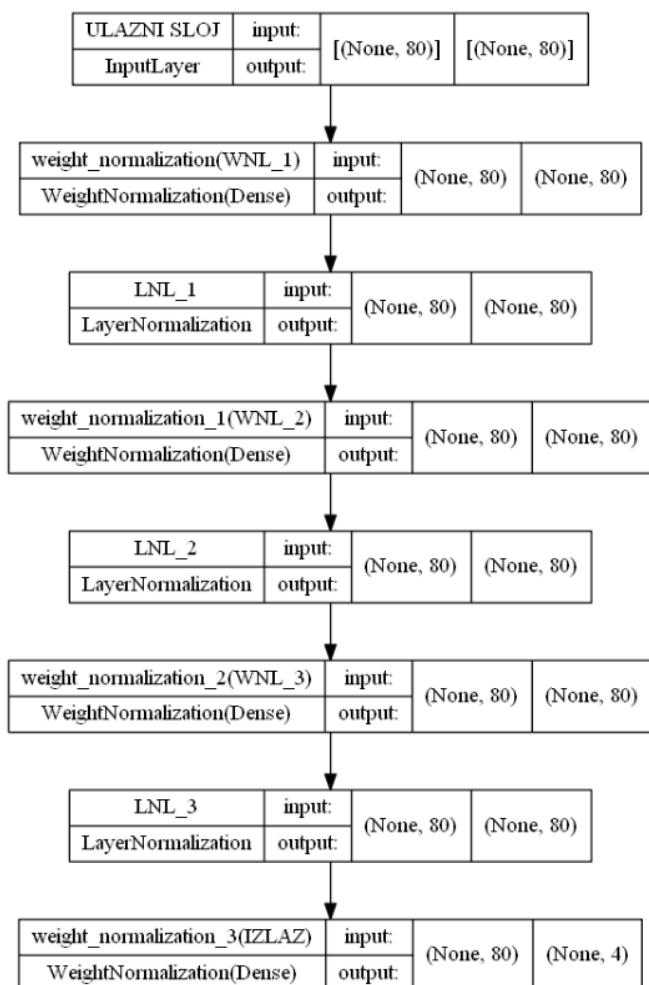 ULAZNI SLOJ input: [(None, 80)] [(None, 80)]
InputLayer output:
weight_normalization(WNL_1) input: (None, 80) (None, 80)
WeightNormalization(Dense) output:
LNL_1 input: (None, 80) (None, 80)
LayerNormalization output:
weight_normalization_1(WNL_2) input: (None, 80) (None, 80)
WeightNormalization(Dense) output:
LNL_2 input: (None, 80) (None, 80)
LayerNormalization output:
weight_normalization_2(WNL_3) input: (None, 80) (None, 80)
WeightNormalization(Dense) output:
LNL_3 input: (None, 80) (None, 80)
LayerNormalization output:
weight_normalization_3(IZLAZ) input: (None, 80) (None, 4)
WeightNormalization(Dense) output: